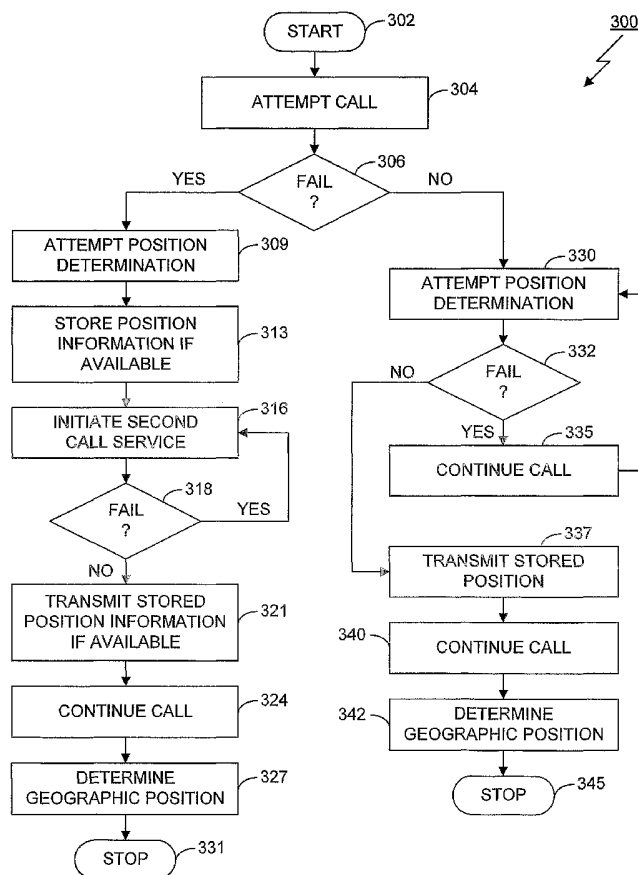 300
START
302
ATTEMPT CALL
304
FAIL
?
306
YES
NO
ATTEMPT POSITION
DETERMINATION
309
STORE POSITION
INFORMATION IF
AVAILABLE
313
INITIATE SECOND
CALL SERVICE
316
FAIL
?
318
YES
NO
TRANSMIT STORED
POSITION INFORMATION
IF AVAILABLE
321
CONTINUE CALL
324
DETERMINE
GEOGRAPHIC POSITION
327
STOP
331
330
ATTEMPT POSITION
DETERMINATION
332
FAIL
?
NO
YES
335
CONTINUE CALL
337
TRANSMIT STORED
POSITION
340
CONTINUE CALL
342
DETERMINE
GEOGRAPHIC POSITION
STOP
345